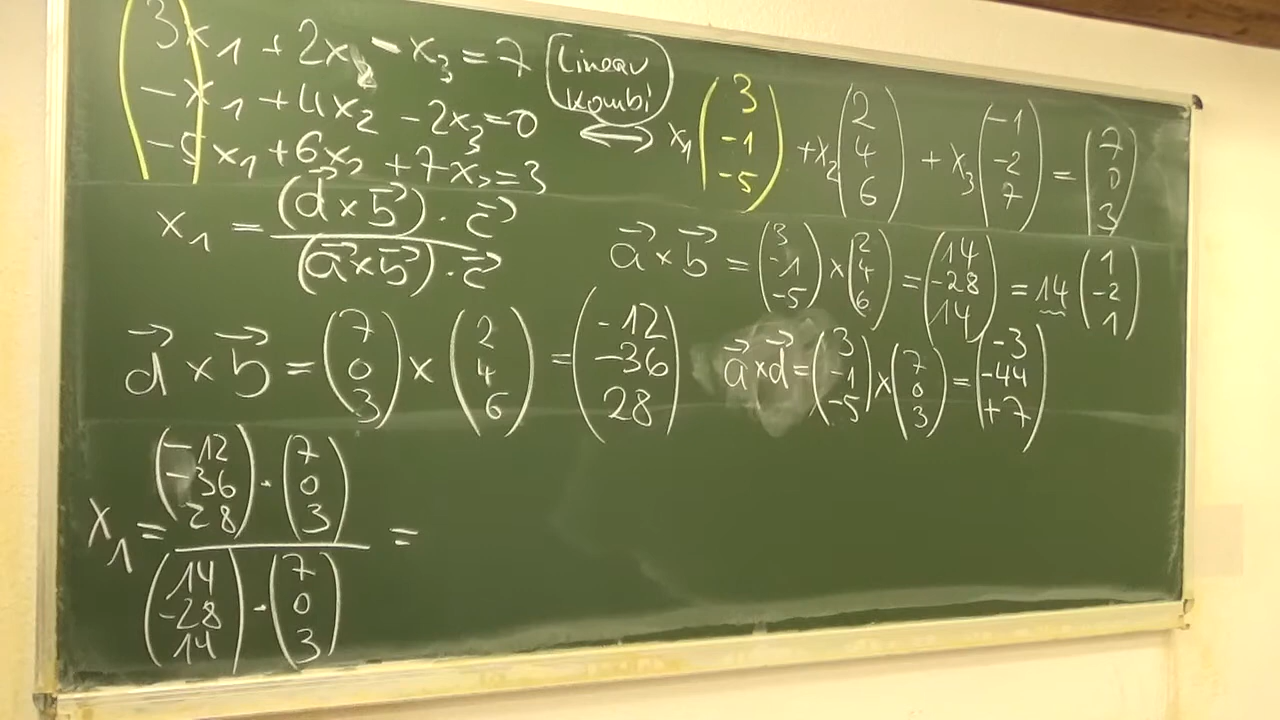 3x₁ + 2x₂ - x₃ = 7
-x₁ + 4x₂ - 2x₃ = 0
-5x₁ + 6x₂ + 7x₃ = 3
Linear
Kombi
⟷ x₁ (3 -1 -5) + x₂ (2 4 6) + x₃ (-1 -2 7) = (7 0 3)
x₁ = (d⃗ × b⃗) · c⃗ / (a⃗ × b⃗) · c⃗
a⃗ × b⃗ = (3 -1 -5) × (2 4 6) = (14 -28 14) = 14 (1 -2 1)
d⃗ × b⃗ = (7 0 3) × (2 4 6) = (-12 -36 28)
a⃗ × d⃗ = (3 -1 -5) × (7 0 3) = (-3 -44 +7)
x₁ = (-12 -36 28) · (7 0 3) / (14 -28 14) · (7 0 3) =